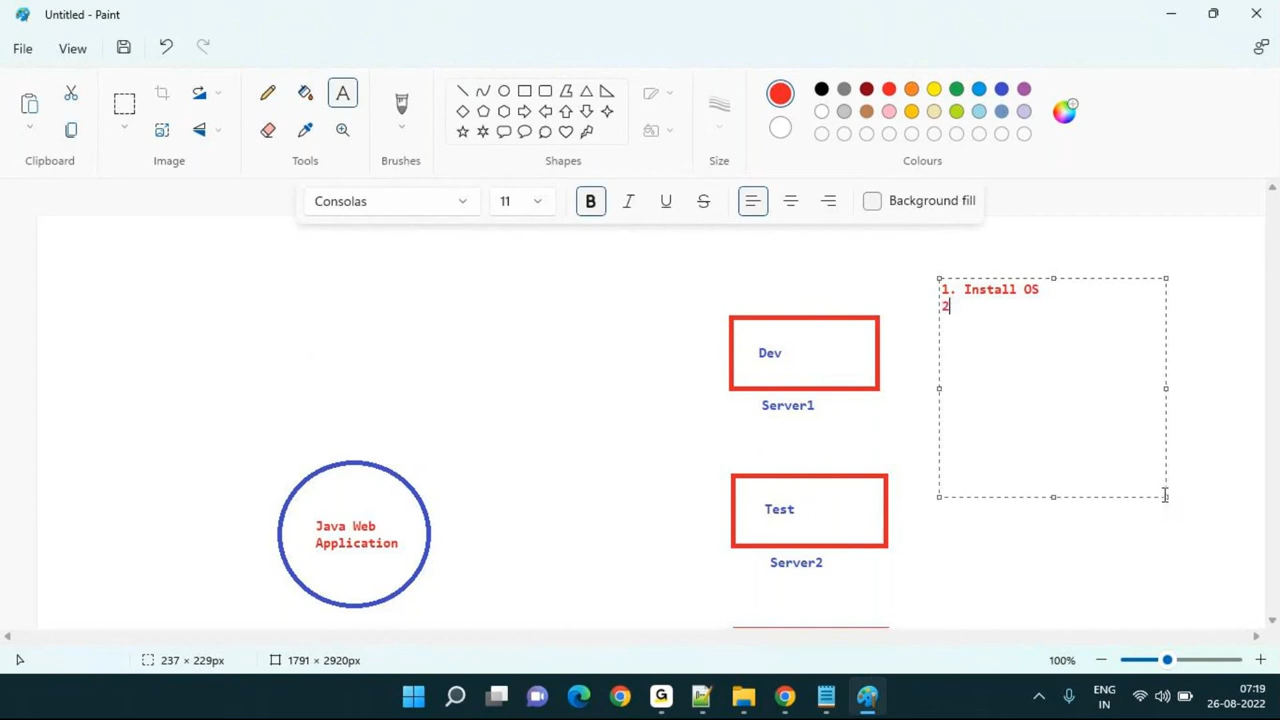 Untitled - Paint
File
View
Clipboard
Image
Tools
Brushes
Shapes
Size
Colours
Consolas
11
B
I
U
S
Background fill
1. Install OS
2
Dev
Server1
Test
Server2
Java Web
Application
237 × 229px
1791 × 2920px
100%
ENG
IN
07:19
26-08-2022